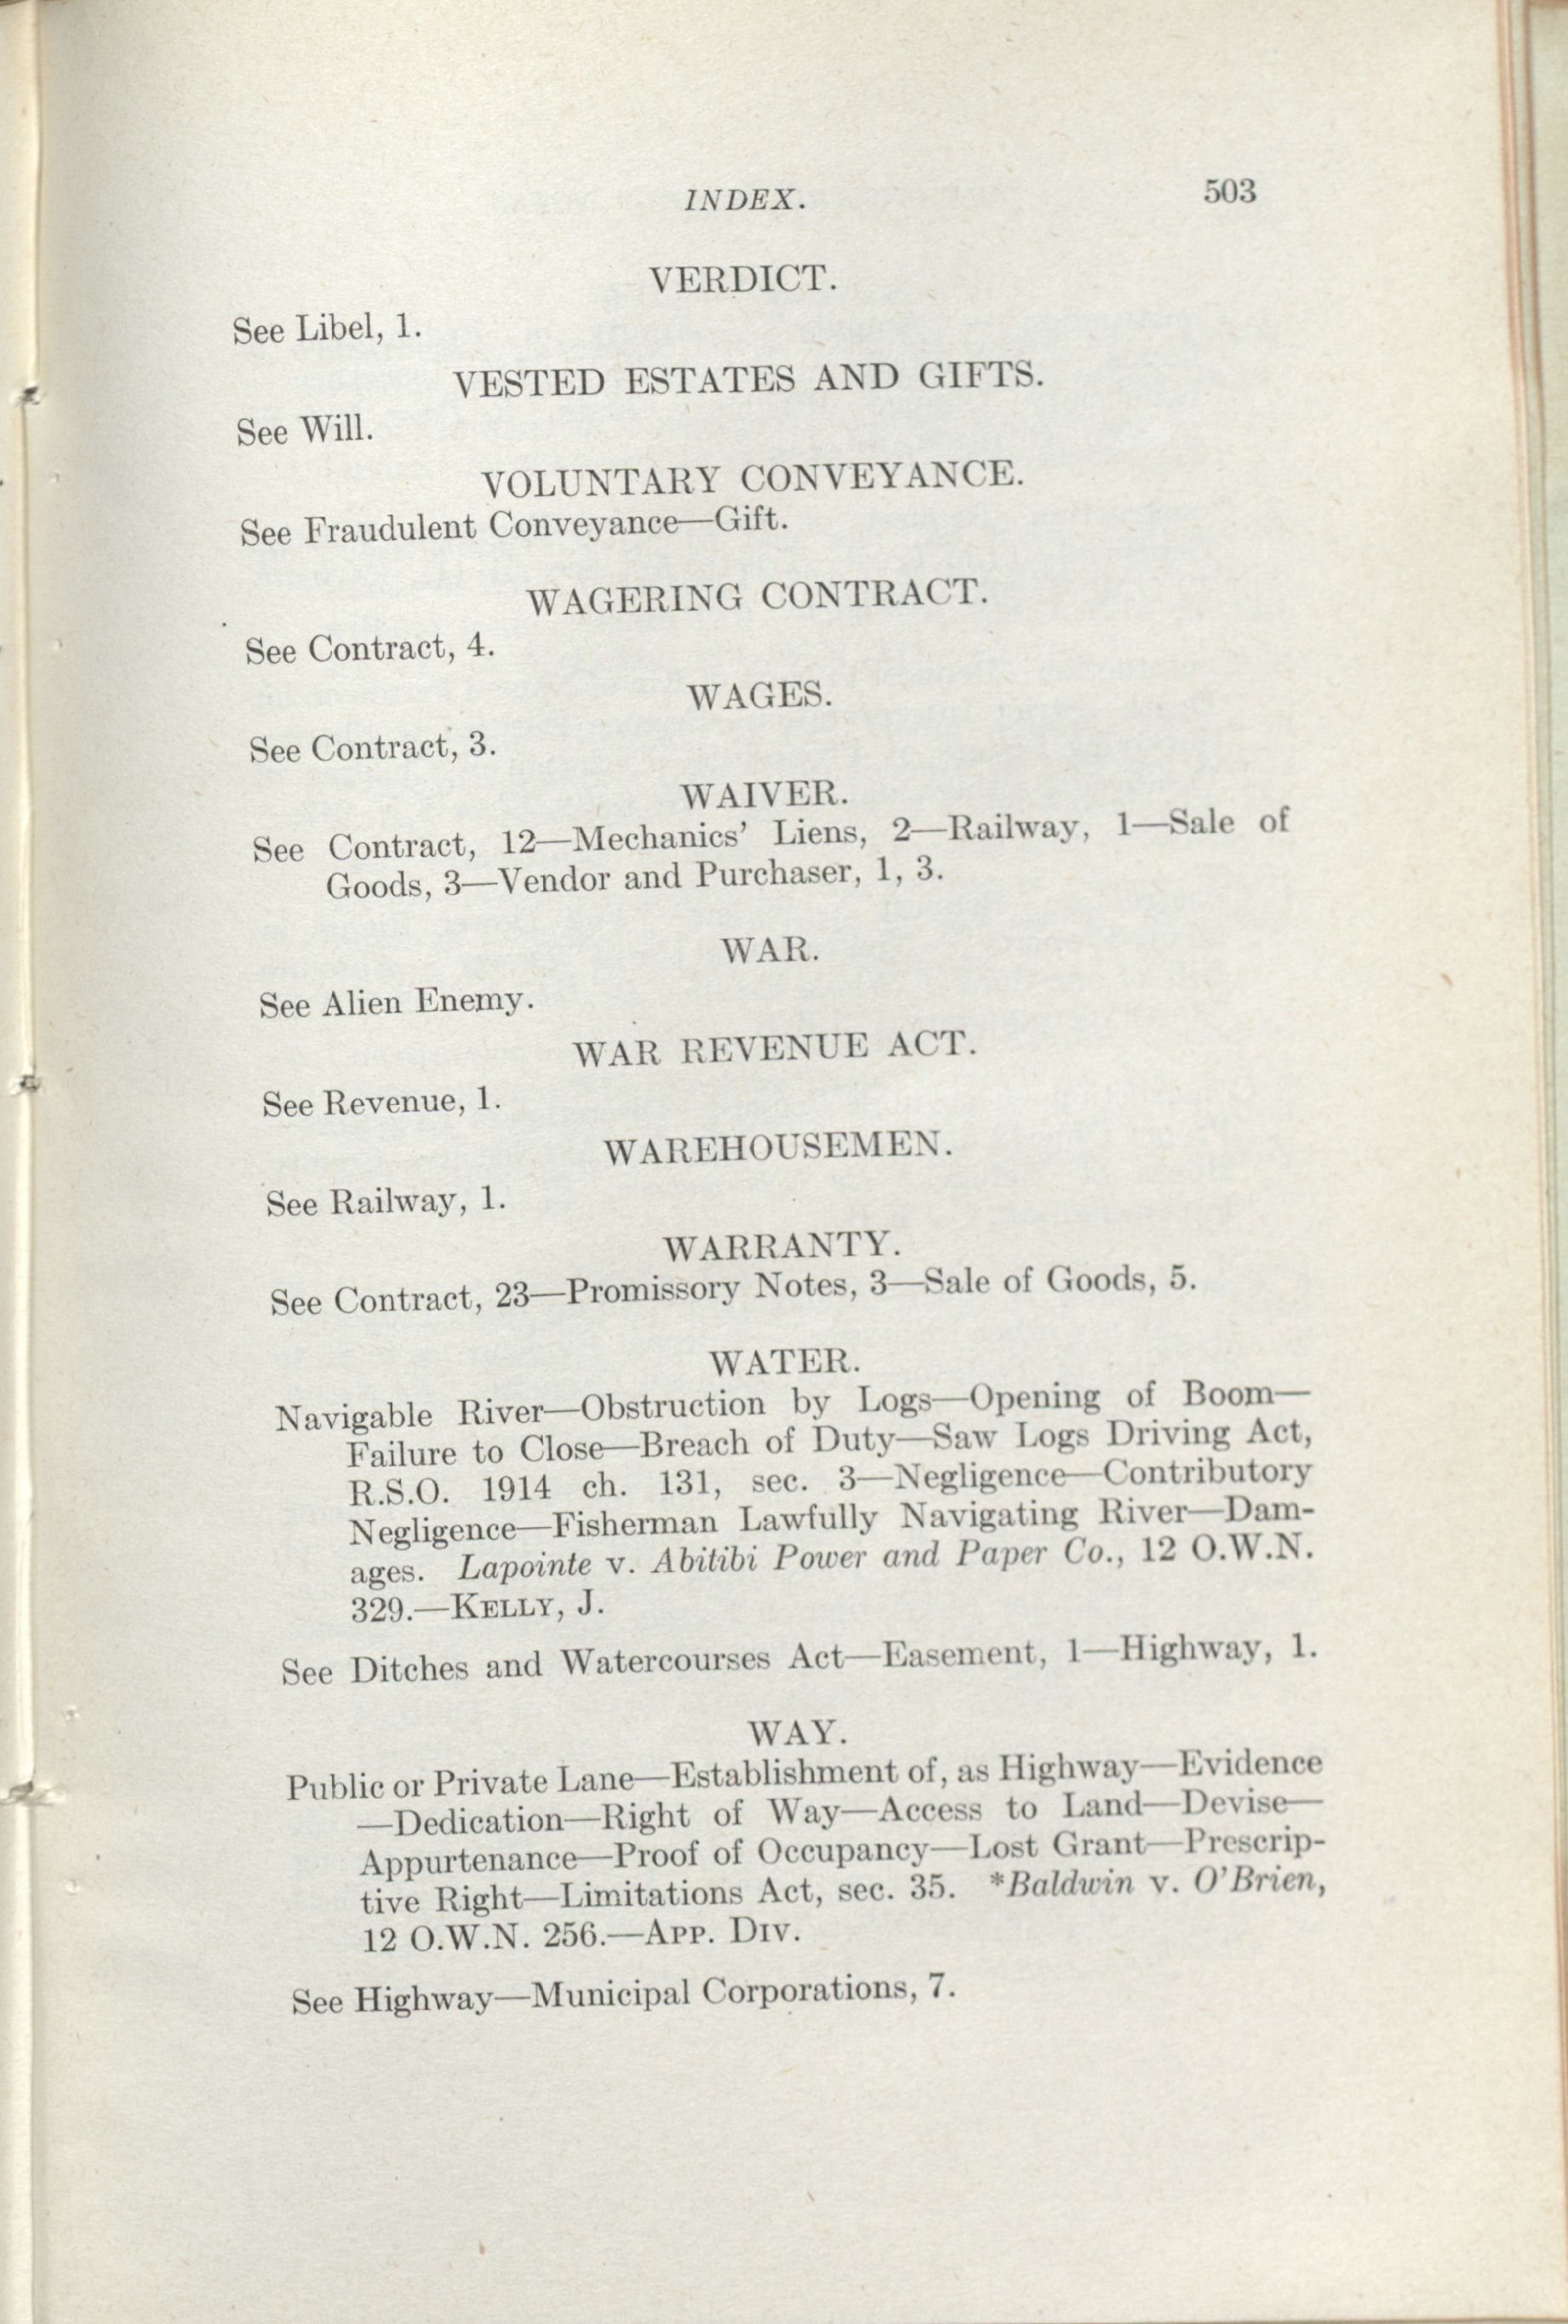 INDEX. 503
VERDICT.
See Libel, 1.
VESTED ESTATES AND GIFTS.
See Will.
VOLUNTARY CONVEYANCE.
See Fraudulent Conveyance—Gift.
WAGERING CONTRACT.
See Contract, 4.
WAGES.
See Contract, 3.
WAIVER.
See Contract, 12—Mechanics' Liens, 2—Railway, 1—Sale of
Goods, 3—Vendor and Purchaser, 1, 3.
WAR.
See Alien Enemy.
WAR REVENUE ACT.
See Revenue, 1.
WAREHOUSEMEN.
See Railway, 1.
WARRANTY.
See Contract, 23—Promissory Notes, 3—Sale of Goods, 5.
WATER.
Navigable River—Obstruction by Logs—Opening of Boom—
Failure to Close—Breach of Duty—Saw Logs Driving Act,
R.S.O. 1914 ch. 131, sec. 3—Negligence—Contributory
Negligence—Fisherman Lawfully Navigating River—Dam-
ages. Lapointe v. Abitibi Power and Paper Co., 12 O.W.N.
329.—KELLY, J.
See Ditches and Watercourses Act—Easement, 1—Highway, 1.
WAY.
Public or Private Lane—Establishment of, as Highway—Evidence
—Dedication—Right of Way—Access to Land—Devise—
Appurtenance—Proof of Occupancy—Lost Grant—Prescrip-
tive Right—Limitations Act, sec. 35. *Baldwin v. O'Brien,
12 O.W.N. 256.—APP. DIV.
See Highway—Municipal Corporations, 7.